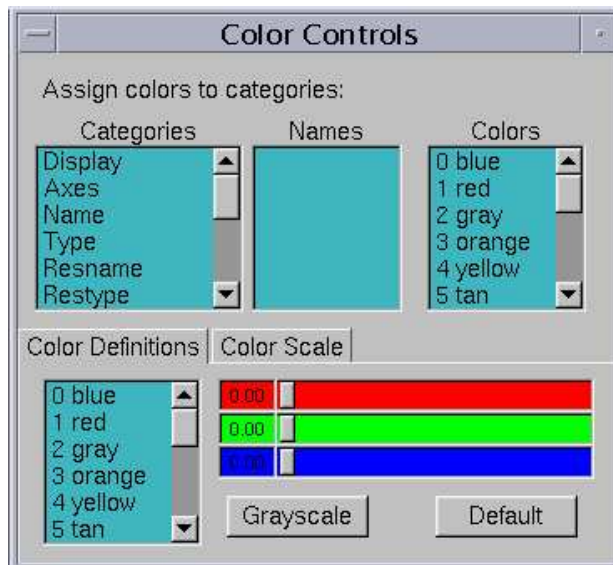 Color Controls
Assign colors to categories:
Categories
Names
Colors
Display
Axes
Name
Type
Resname
Restype
0 blue
1 red
2 gray
3 orange
4 yellow
5 tan
Color Definitions
Color Scale
0 blue
1 red
2 gray
3 orange
4 yellow
5 tan
0.00
0.00
0.00
Grayscale
Default